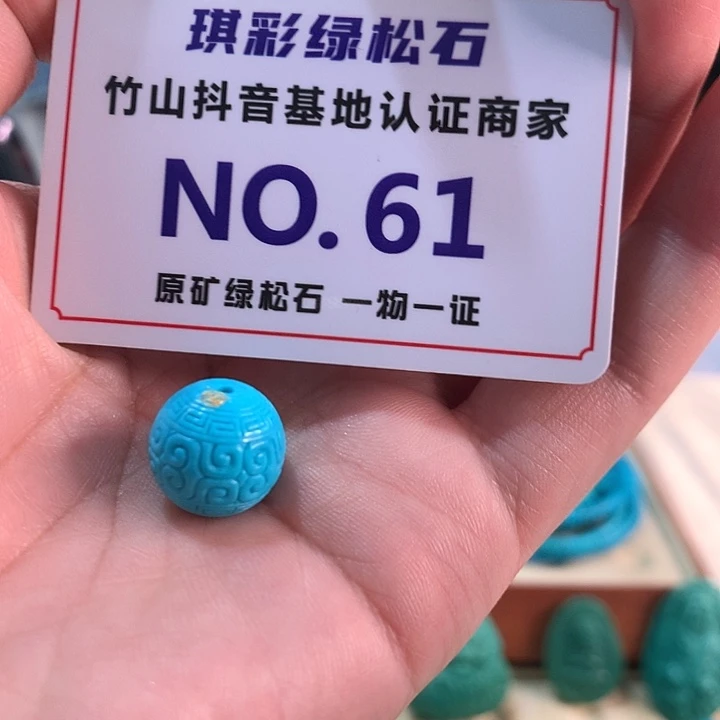 琪彩绿松石
竹山抖音基地认证商家
NO. 61
原矿绿松石 一物一证